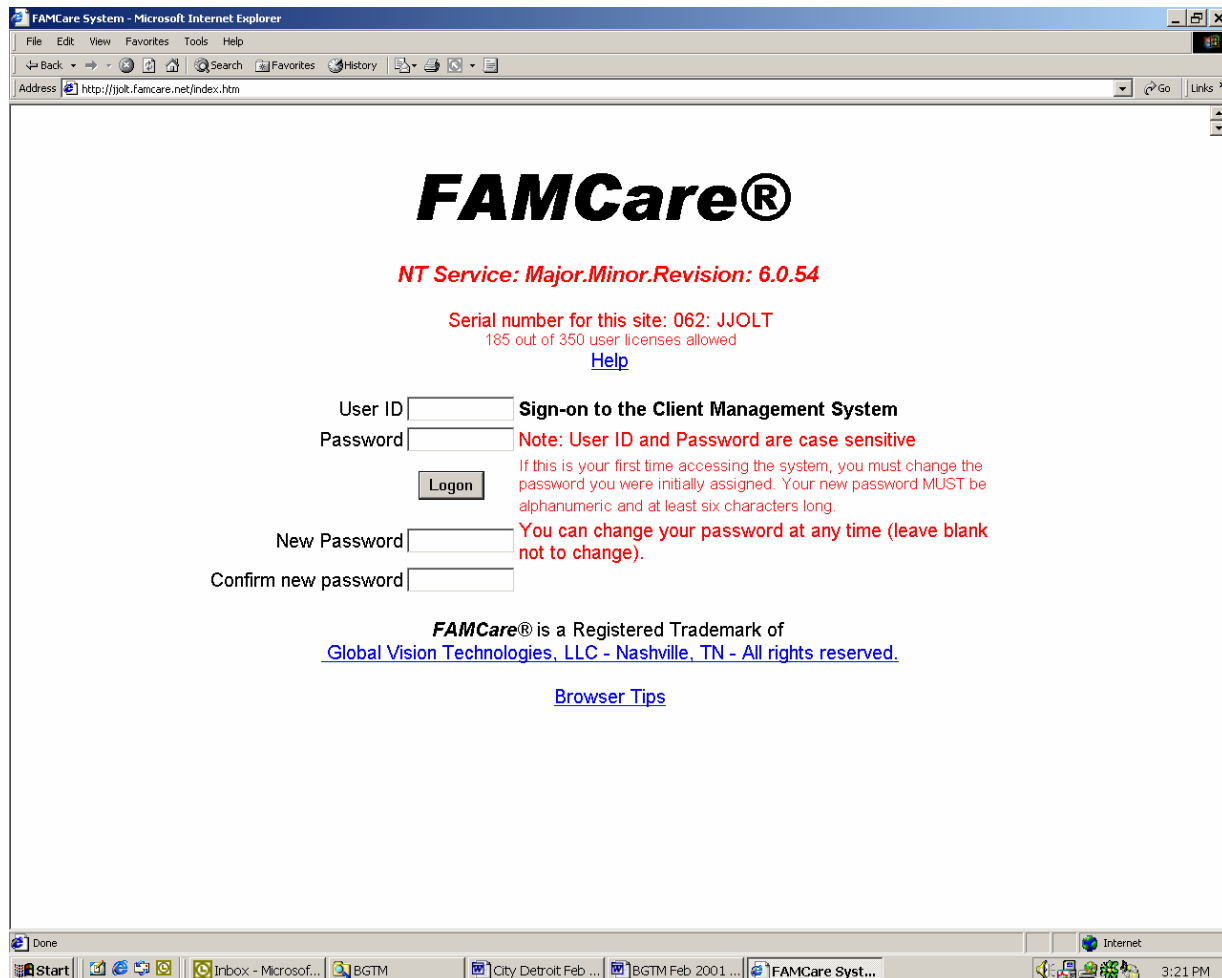 FAMCare System - Microsoft Internet Explorer
File Edit View Favorites Tools Help
Back Search Favorites History
Address http://jjolt.famcare.net/index.htm Go Links
FAMCare®
NT Service: Major.Minor.Revision: 6.0.54
Serial number for this site: 062: JJOLT
185 out of 350 user licenses allowed
Help
User ID Sign-on to the Client Management System
Password Note: User ID and Password are case sensitive
If this is your first time accessing the system, you must change the
password you were initially assigned. Your new password MUST be
Logon
alphanumeric and at least six characters long.
New Password You can change your password at any time (leave blank
not to change).
Confirm new password
FAMCare® is a Registered Trademark of
Global Vision Technologies, LLC - Nashville, TN - All rights reserved.
Browser Tips
Done Internet
Start Inbox - Microsof... BGTM City Detroit Feb ... BGTM Feb 2001 ... FAMCare Syst... 3:21 PM